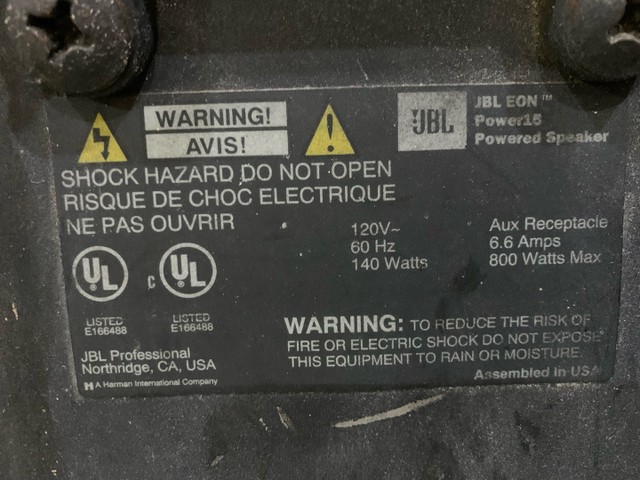 WARNING!
AVIS!
JBL
JBL EON™
Power15
Powered Speaker
SHOCK HAZARD DO NOT OPEN
RISQUE DE CHOC ELECTRIQUE
NE PAS OUVRIR
120V~
60 Hz
140 Watts
Aux Receptacle
6.6 Amps
800 Watts Max
UL
LISTED
E166488
C UL
LISTED
E166488
JBL Professional
Northridge, CA, USA
H A Harman International Company
WARNING: TO REDUCE THE RISK OF
FIRE OR ELECTRIC SHOCK DO NOT EXPOSE
THIS EQUIPMENT TO RAIN OR MOISTURE.
Assembled in USA